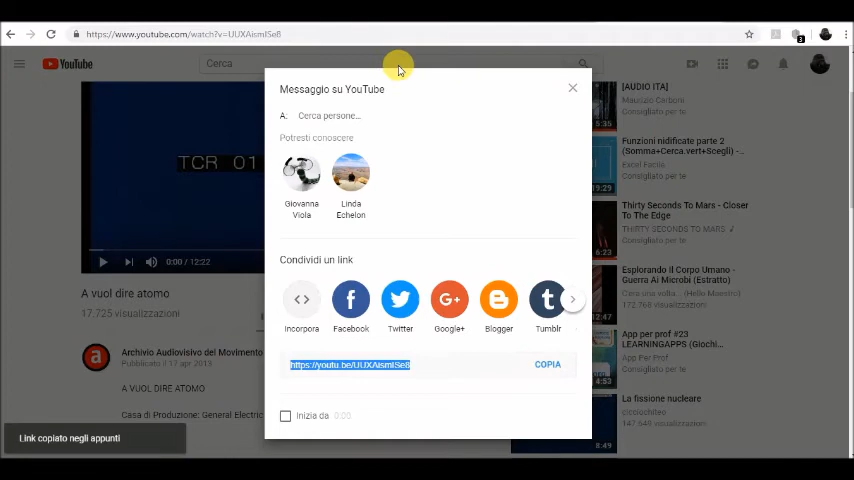 https://www.youtube.com/watch?v=UUXAismISe8
3
YouTube
Cerca
Messaggio su YouTube
A: Cerca persone...
Potresti conoscere
Giovanna Viola
Linda Echelon
Condividi un link
Incorpora
Facebook
Twitter
Google+
Blogger
Tumblr
https://youtu.be/UUXAismISe8
COPIA
Inizia da 0:00
TCR 01
0:00 / 12:22
A vuol dire atomo
17.725 visualizzazioni
Archivio Audiovisivo del Movimento
Pubblicato il 17 apr 2013
A VUOL DIRE ATOMO
Casa di Produzione: General Electric
Link copiato negli appunti
[AUDIO ITA]
Maurizio Carboni
Consigliato per te
5:35
Funzioni nidificate parte 2
(Somma+Cerca.vert+Scegli) -...
Excel Facile
Consigliato per te
19:29
Thirty Seconds To Mars - Closer
To The Edge
THIRTY SECONDS TO MARS
6:23
Esplorando Il Corpo Umano -
Guerra Ai Microbi (Estratto)
C'era una volta... (Hello Maestro)
172.768 visualizzazioni
12:47
App per prof #23
LEARNINGAPPS (Giochi...
App Per Prof
Consigliato per te
4:53
La fissione nucleare
cicciochiteo
147.649 visualizzazioni
8:49